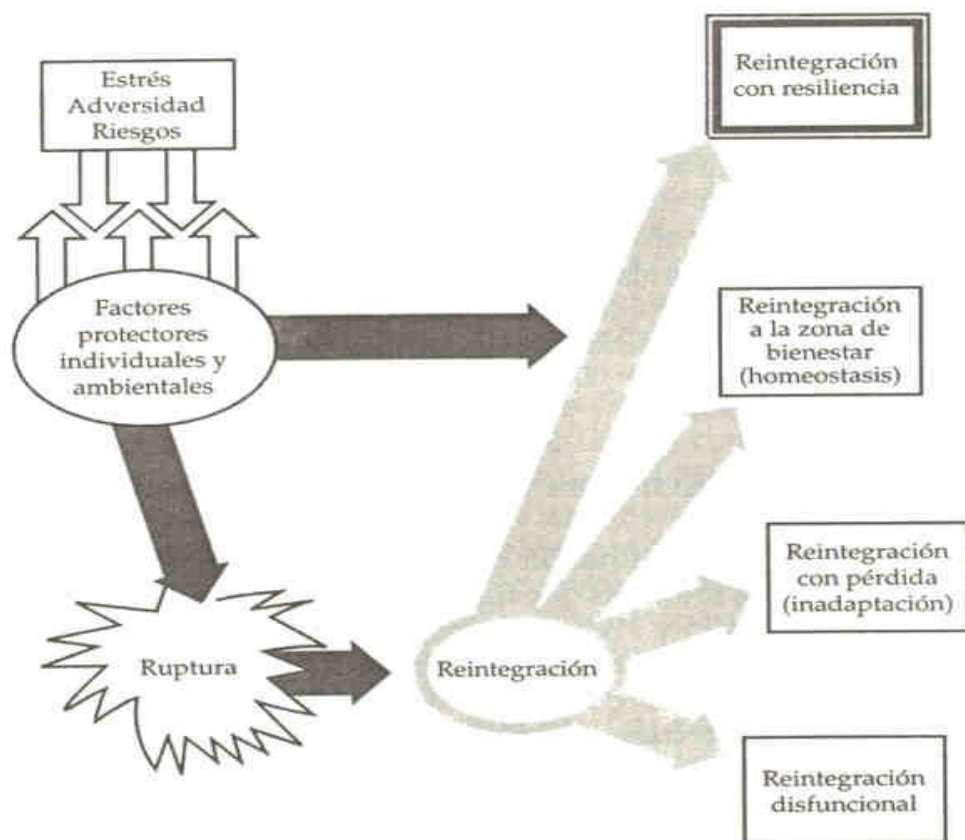 Estrés
Adversidad
Riesgos
Factores
protectores
individuales y
ambientales
Ruptura
Reintegración
Reintegración
con resiliencia
Reintegración
a la zona de
bienestar
(homeostasis)
Reintegración
con pérdida
(inadaptación)
Reintegración
disfuncional